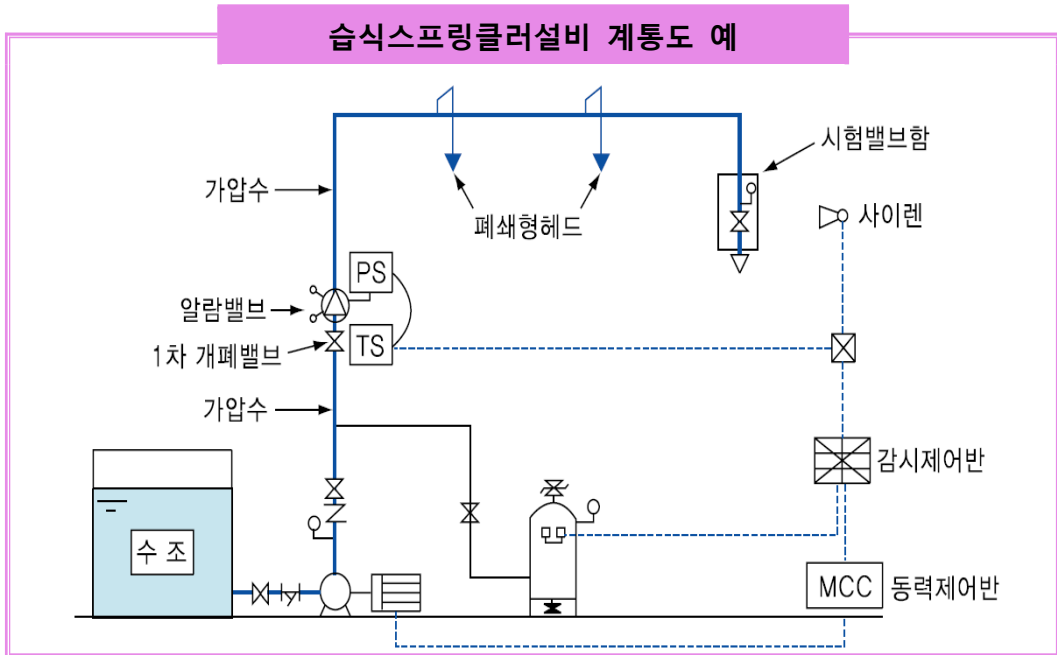 습식스프링클러설비 계통도 예
시험밸브함
가압수
사이렌
폐쇄형헤드
PS
알람밸브
TS
1차 개폐밸브
가압수
감시제어반
수 조
MCC
동력제어반